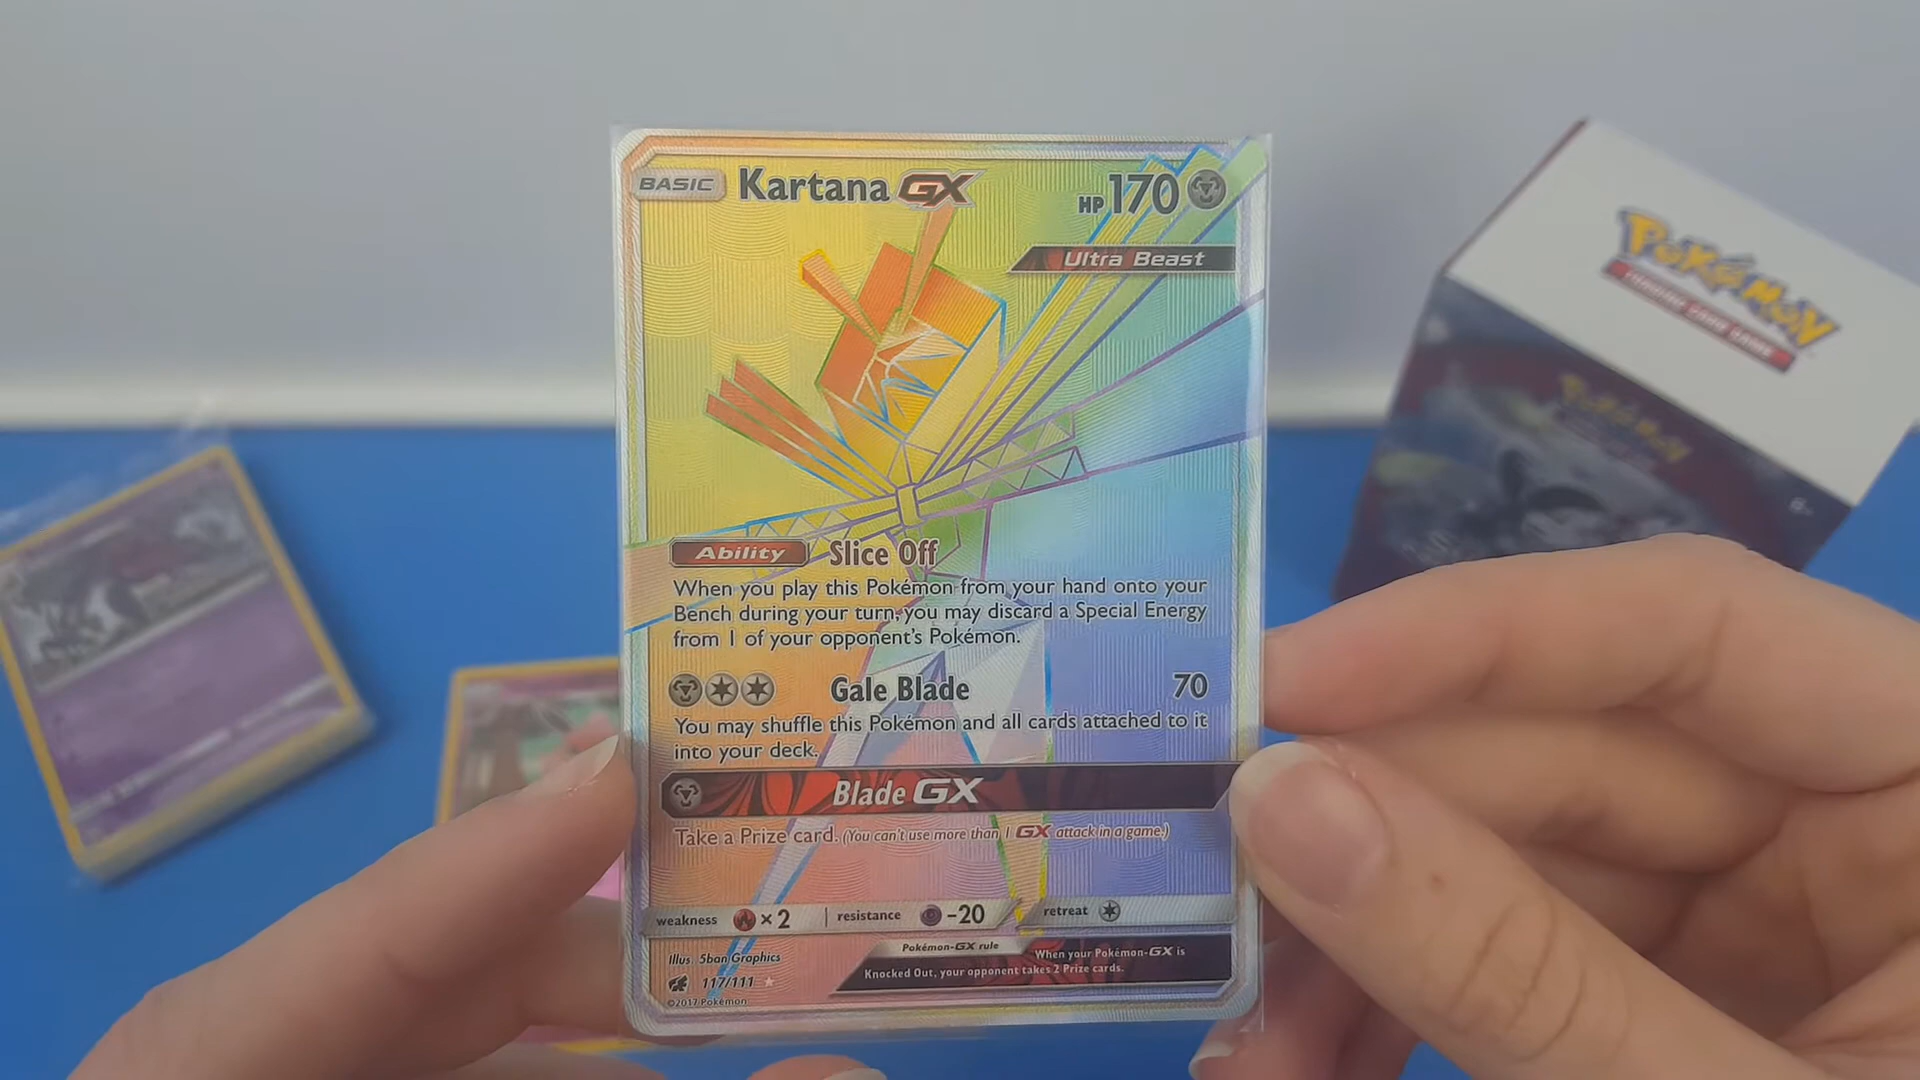 BASIC Kartana GX HP 170
Ultra Beast
Ability Slice Off
When you play this Pokémon from your hand onto your
Bench during your turn, you may discard a Special Energy
from 1 of your opponent's Pokémon.
Gale Blade 70
You may shuffle this Pokémon and all cards attached to it
into your deck.
Blade GX
Take a Prize card. (You can't use more than 1 GX attack in a game.)
weakness ×2 resistance -20 retreat
Pokémon-GX rule When your Pokémon-GX is
Knocked Out, your opponent takes 2 Prize cards.
Illus. 5ban Graphics
117/111
©2017 Pokémon
POKÉMON
TRADING CARD GAME
POKÉMON